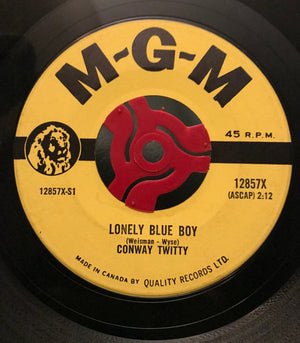 M-G-M
45 R.P.M.
12857X-S1
12857X
(ASCAP) 2:12
LONELY BLUE BOY
(Weisman - Wyse)
CONWAY TWITTY
MADE IN CANADA BY QUALITY RECORDS LTD.